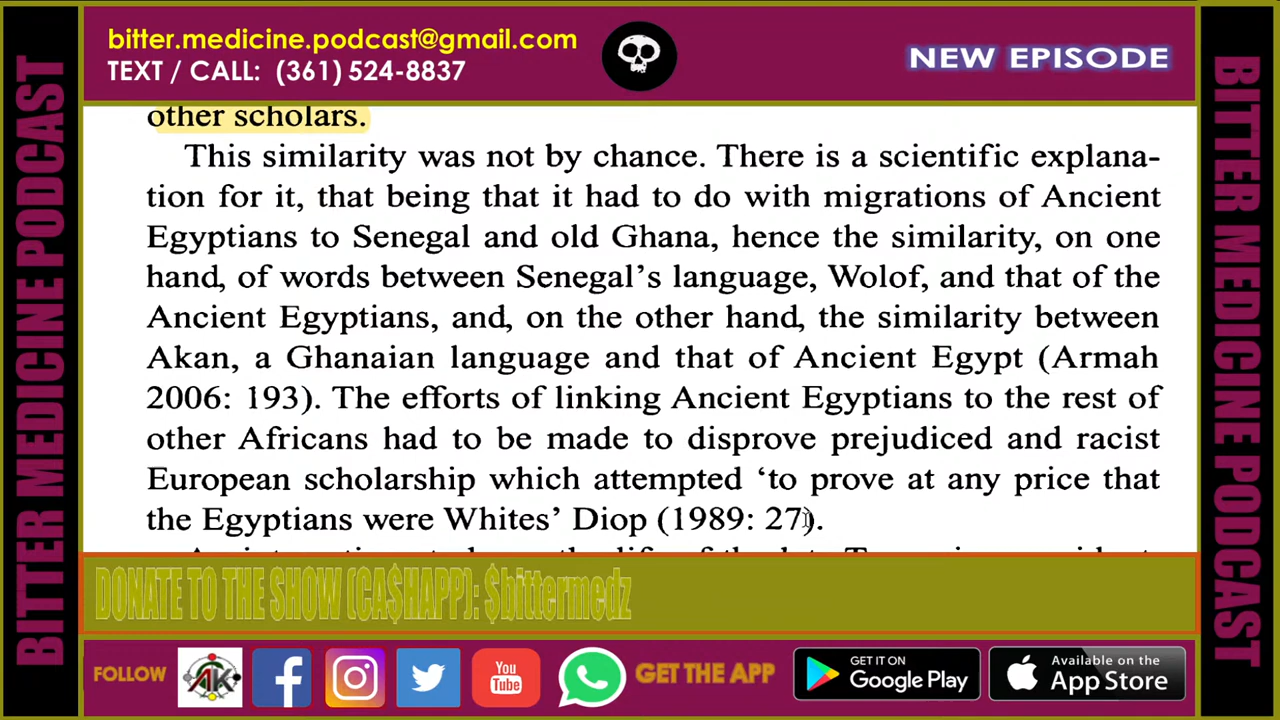 bitter.medicine.podcast@gmail.com
TEXT / CALL: (361) 524-8837
NEW EPISODE
BITTER MEDICINE PODCAST
other scholars.
This similarity was not by chance. There is a scientific explana-
tion for it, that being that it had to do with migrations of Ancient
Egyptians to Senegal and old Ghana, hence the similarity, on one
hand, of words between Senegal's language, Wolof, and that of the
Ancient Egyptians, and, on the other hand, the similarity between
Akan, a Ghanaian language and that of Ancient Egypt (Armah
2006: 193). The efforts of linking Ancient Egyptians to the rest of
other Africans had to be made to disprove prejudiced and racist
European scholarship which attempted ‘to prove at any price that
the Egyptians were Whites’ Diop (1989: 27).
BITTER MEDICINE PODCAST
DONATE TO THE SHOW (CA$HAPP): $bittermedz
FOLLOW
You
Tube
GET THE APP
GET IT ON
Google Play
Available on the
App Store